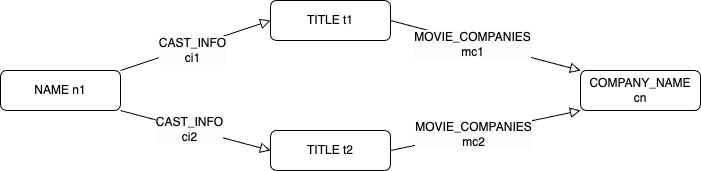 TITLE t1
CAST_INFO
ci1
MOVIE_COMPANIES
mc1
NAME n1
COMPANY_NAME
cn
CAST_INFO
ci2
MOVIE_COMPANIES
mc2
TITLE t2